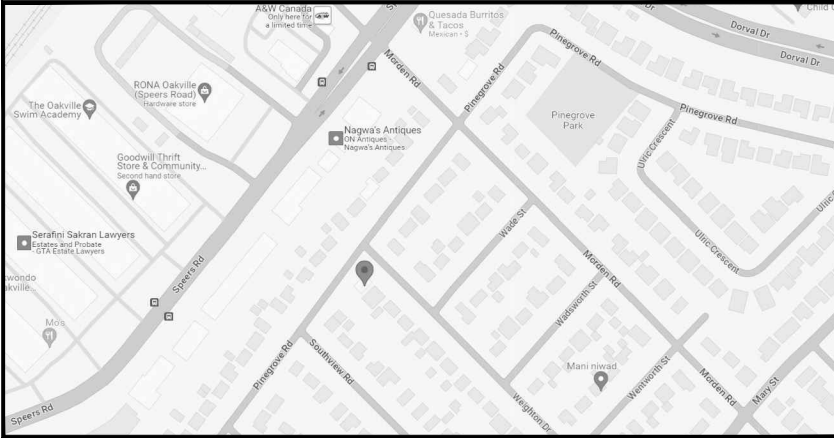 A&W Canada
Only here for
a limited time
Quesada Burritos
& Tacos
Mexican · $
Dorval Dr
Dorval Dr
Morden Rd
Pinegrove Rd
Pinegrove Rd
Pinegrove Rd
RONA Oakville
(Speers Road)
Hardware store
The Oakville
Swim Academy
Pinegrove
Park
Nagwa's Antiques
ON Antiques -
Nagwa's Antiques
Ulric Crescent
Goodwill Thrift
Store & Community...
Second hand store
Serafini Sakran Lawyers
Estates and Probate
- GTA Estate Lawyers
Wade St
Ulric Crescent
Speers Rd
Morden Rd
Wadsworth St
Mos
Pinegrove Rd
Southview Rd
Mani niwad
Wentworth St
Morden Rd
Mary St
Weighton Dr
Speers Rd